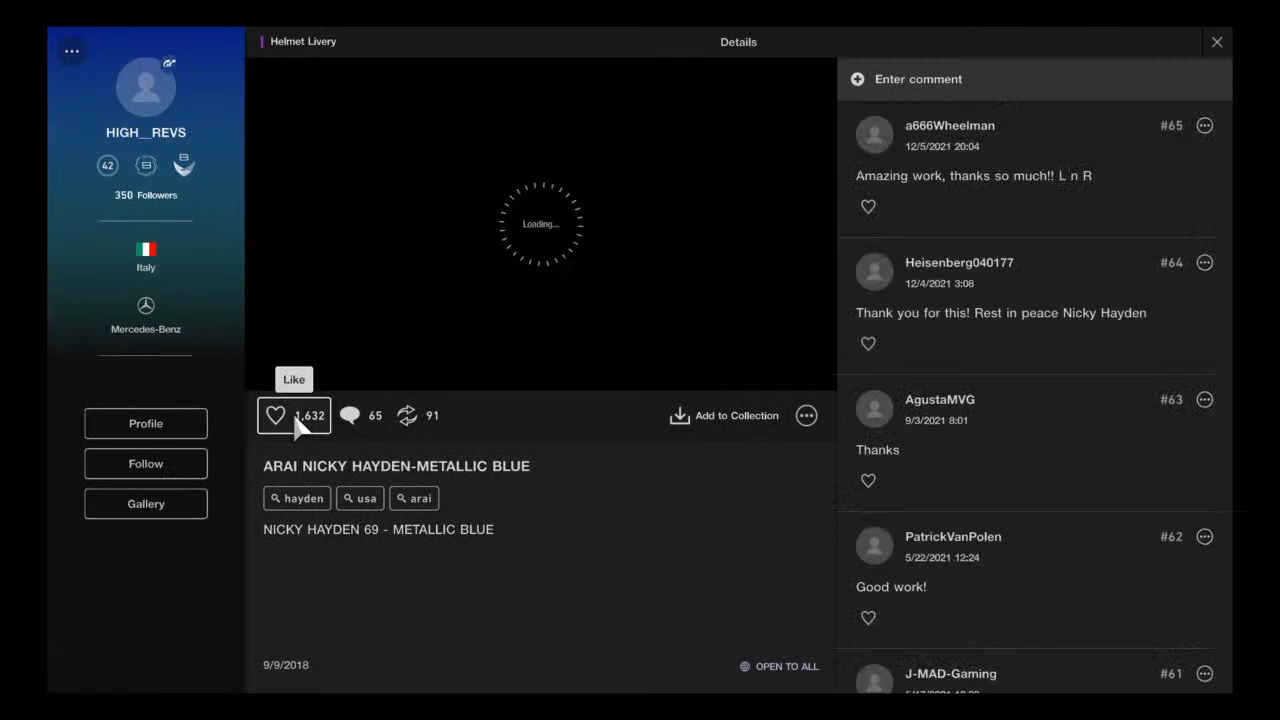 Helmet Livery
Details
HIGH__REVS
42
B
B
350 Followers
Italy
Mercedes-Benz
Profile
Follow
Gallery
Loading...
Like
1,632
65
91
Add to Collection
ARAI NICKY HAYDEN-METALLIC BLUE
hayden
usa
arai
NICKY HAYDEN 69 - METALLIC BLUE
9/9/2018
OPEN TO ALL
Enter comment
a666Wheelman
#65
12/5/2021 20:04
Amazing work, thanks so much!! L n R
Heisenberg040177
#64
12/4/2021 3:08
Thank you for this! Rest in peace Nicky Hayden
AgustaMVG
#63
9/3/2021 8:01
Thanks
PatrickVanPolen
#62
5/22/2021 12:24
Good work!
J-MAD-Gaming
#61